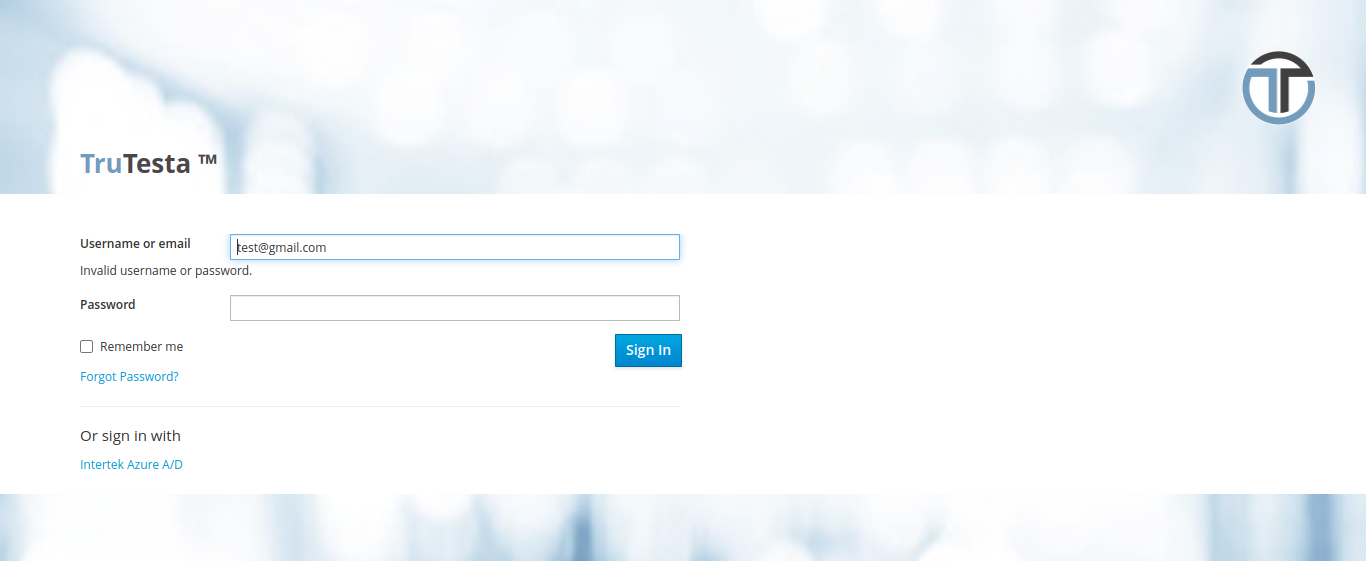 TruTesta ™
Username or email
test@gmail.com
Invalid username or password.
Password
Remember me
Sign In
Forgot Password?
Or sign in with
Intertek Azure A/D